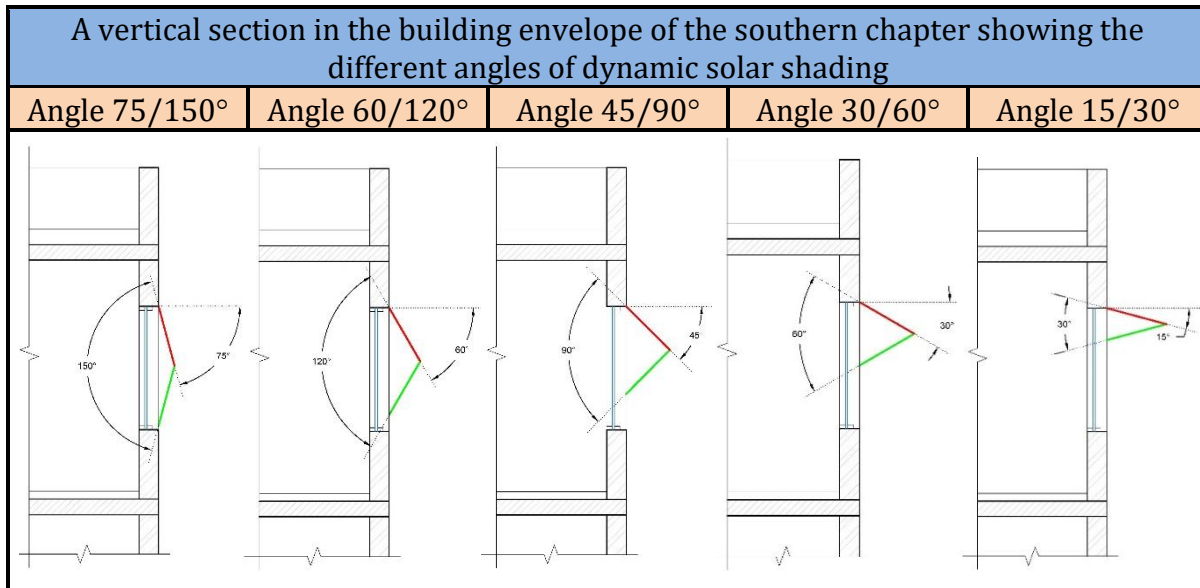 A vertical section in the building envelope of the southern chapter showing the
different angles of dynamic solar shading
Angle 75/150° Angle 60/120° Angle 45/90° Angle 30/60° Angle 15/30°
150° 75°
120° 60°
90° 45
60° 30°
30° 15°